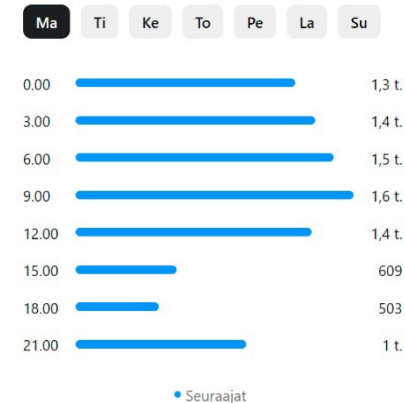 Ma Ti Ke To Pe La Su
0.00 1,3 t.
3.00 1,4 t.
6.00 1,5 t.
9.00 1,6 t.
12.00 1,4 t.
15.00 609
18.00 503
21.00 1 t.
Seuraajat